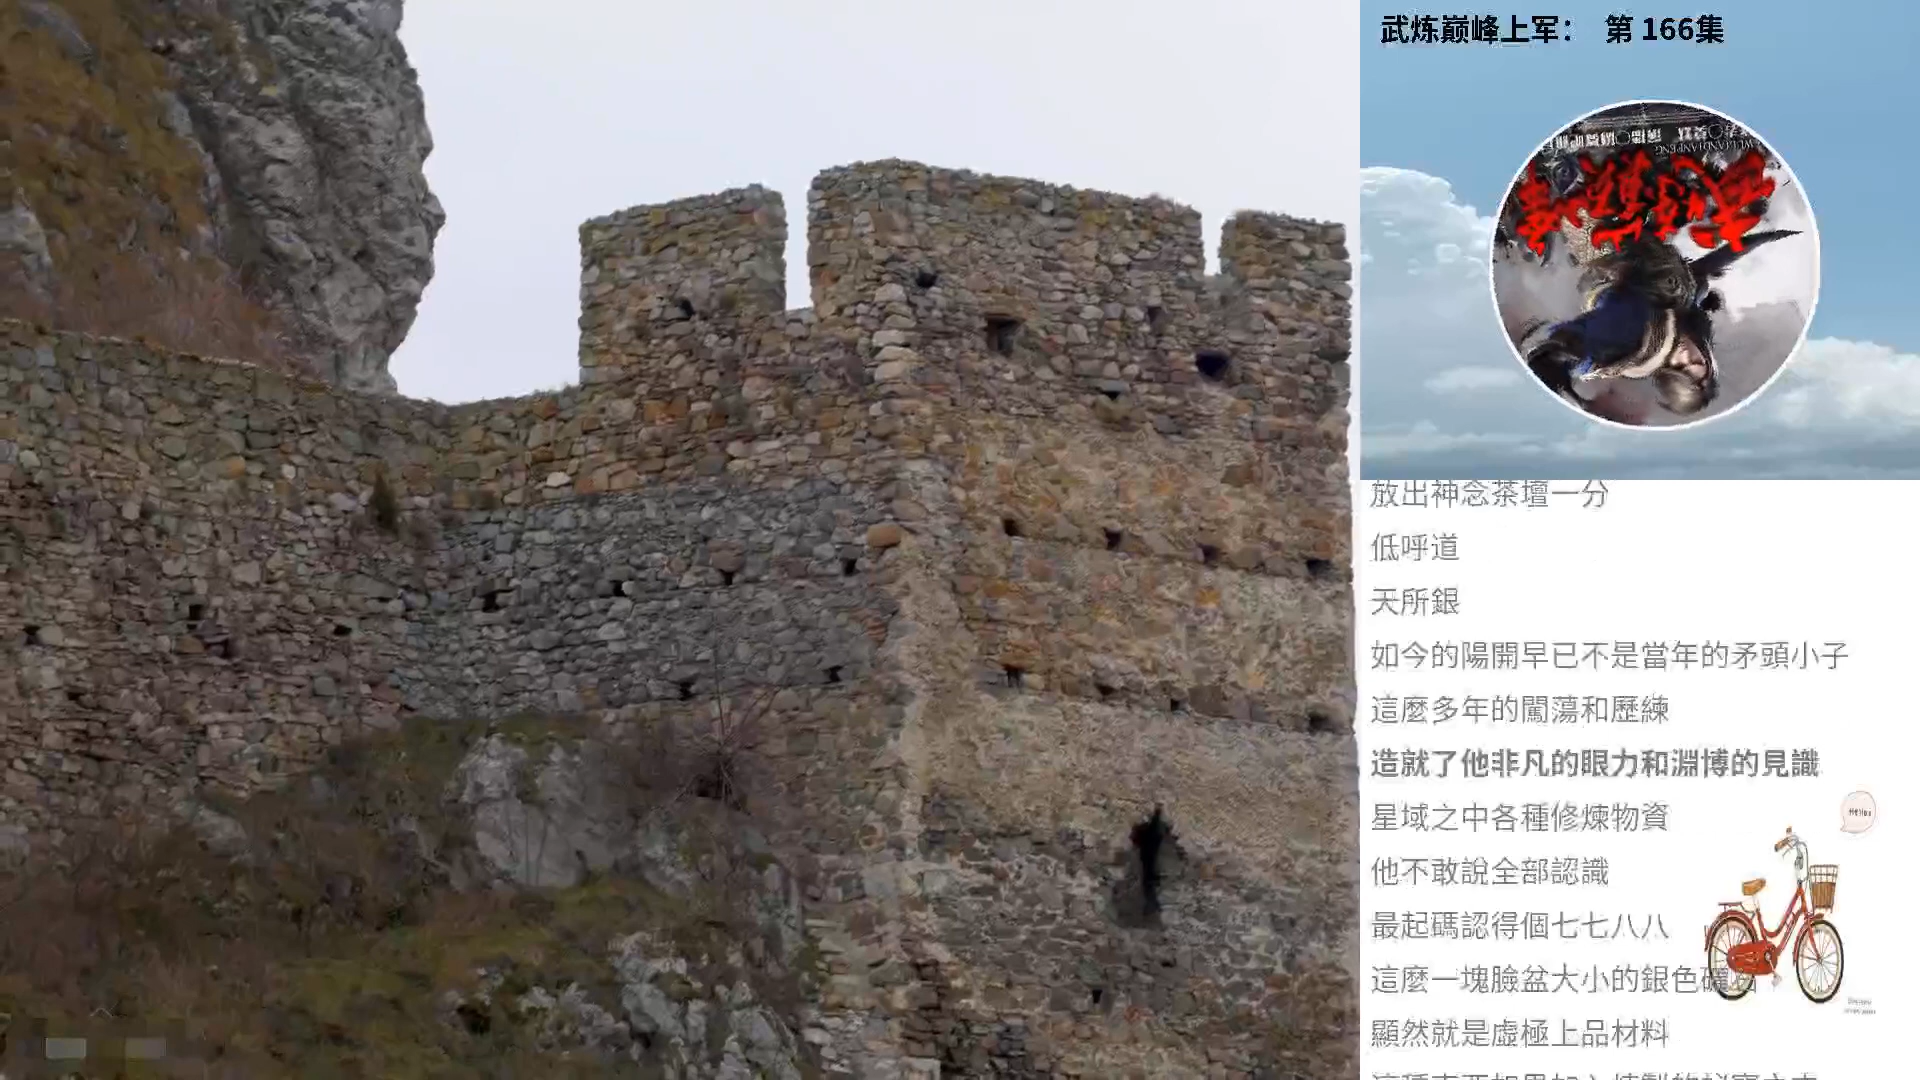 武炼巅峰上军： 第 166集
WULIANDIANFENG
放出神念茶壇一分
低呼道
天所銀
如今的陽開早已不是當年的矛頭小子
這麼多年的闖蕩和歷練
造就了他非凡的眼力和淵博的見識
星域之中各種修煉物資
他不敢說全部認識
最起碼認得個七七八八
這麼一塊臉盆大小的銀色礦石
顯然就是虛極上品材料
Hello